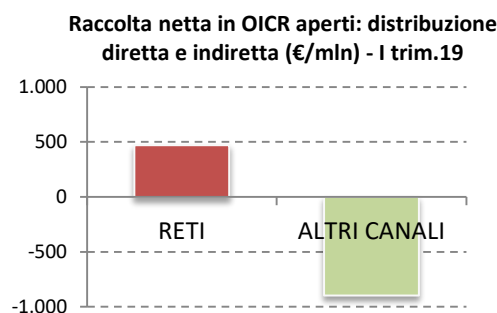 Raccolta netta in OICR aperti: distribuzione
diretta e indiretta (€/mln) - I trim.19
1.000
500
0
-500
-1.000
RETI
ALTRI CANALI